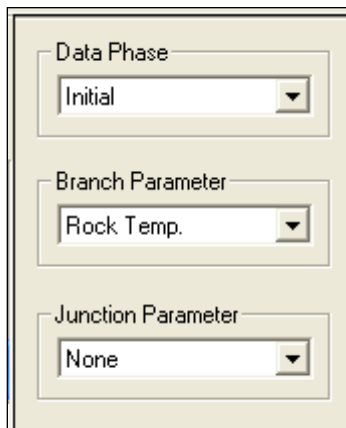 Data Phase
Initial
Branch Parameter
Rock Temp.
Junction Parameter
None